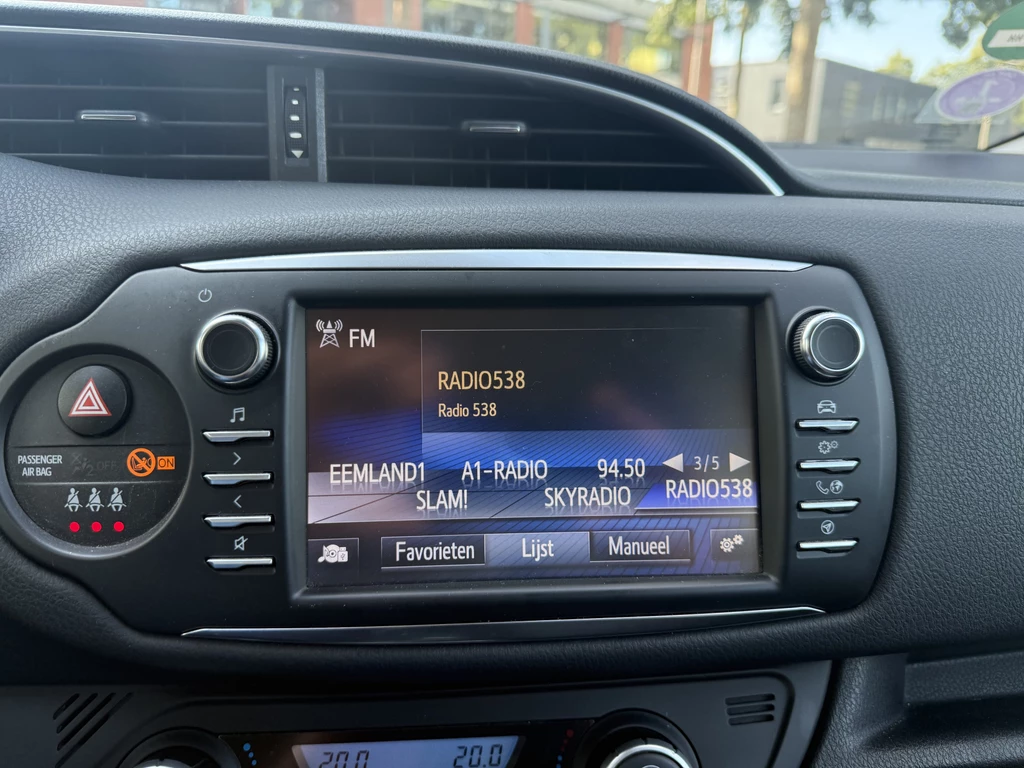 FM
RADIO538
Radio 538
EEMLAND1 A1-RADIO 94.50 3/5
SLAM! SKYRADIO RADIO538
Favorieten Lijst Manueel
PASSENGER
AIR BAG
OFF
ON
20.0 20.0